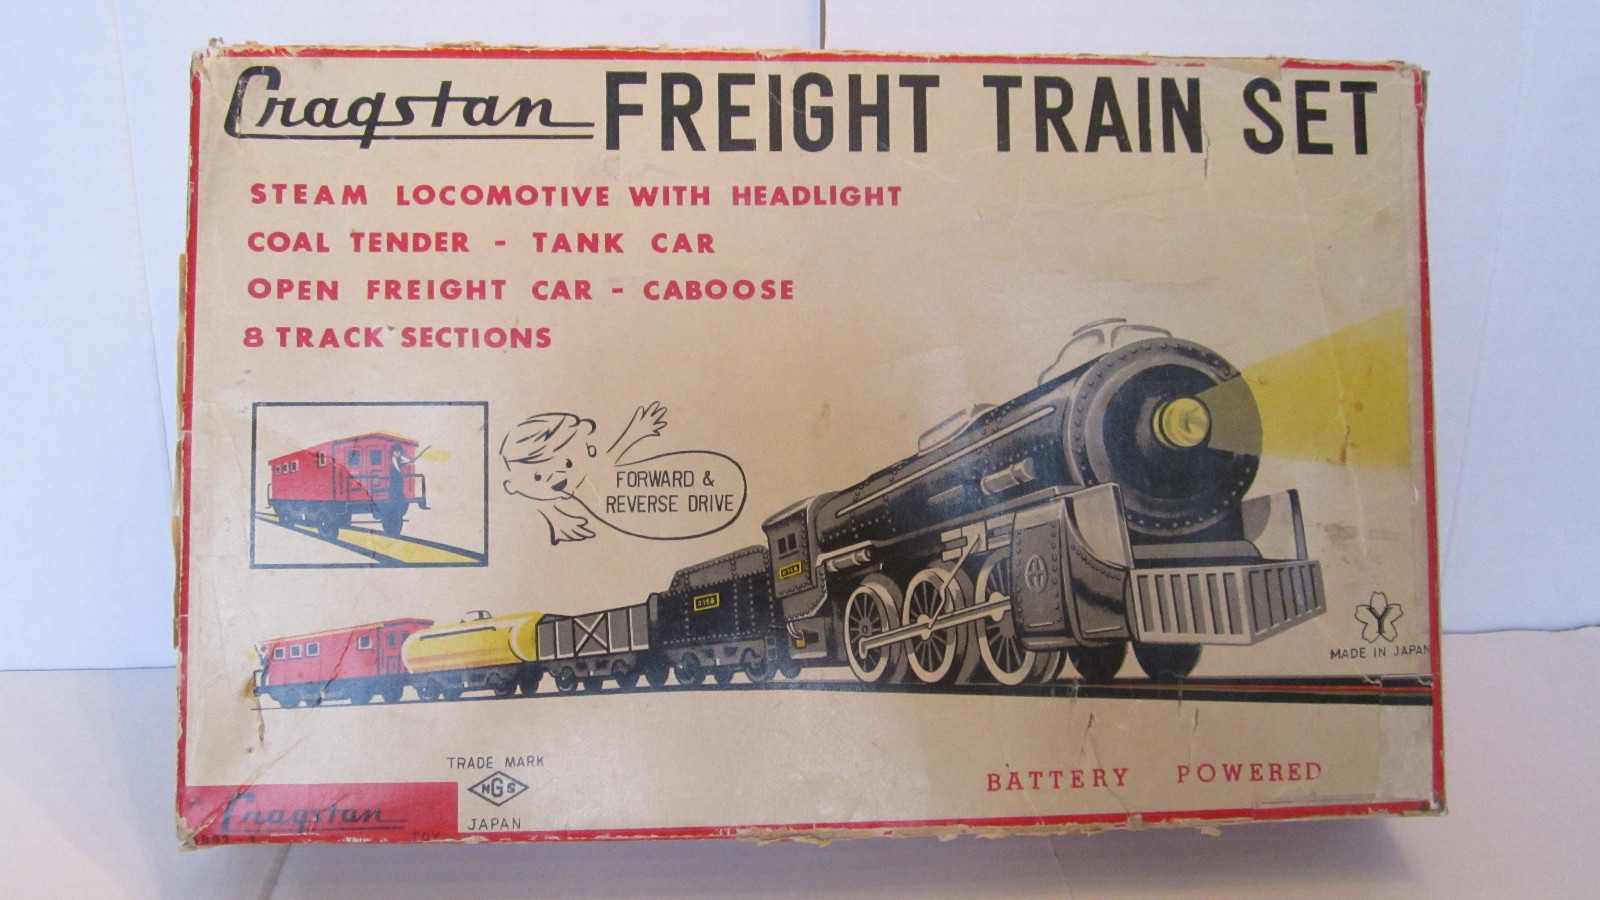 Cragstan FREIGHT TRAIN SET
STEAM LOCOMOTIVE WITH HEADLIGHT
COAL TENDER - TANK CAR
OPEN FREIGHT CAR - CABOOSE
8 TRACK SECTIONS
FORWARD &
REVERSE DRIVE
Y
MADE IN JAPAN
TRADE MARK
NGS
JAPAN
BATTERY POWERED
Cragstan
TOY